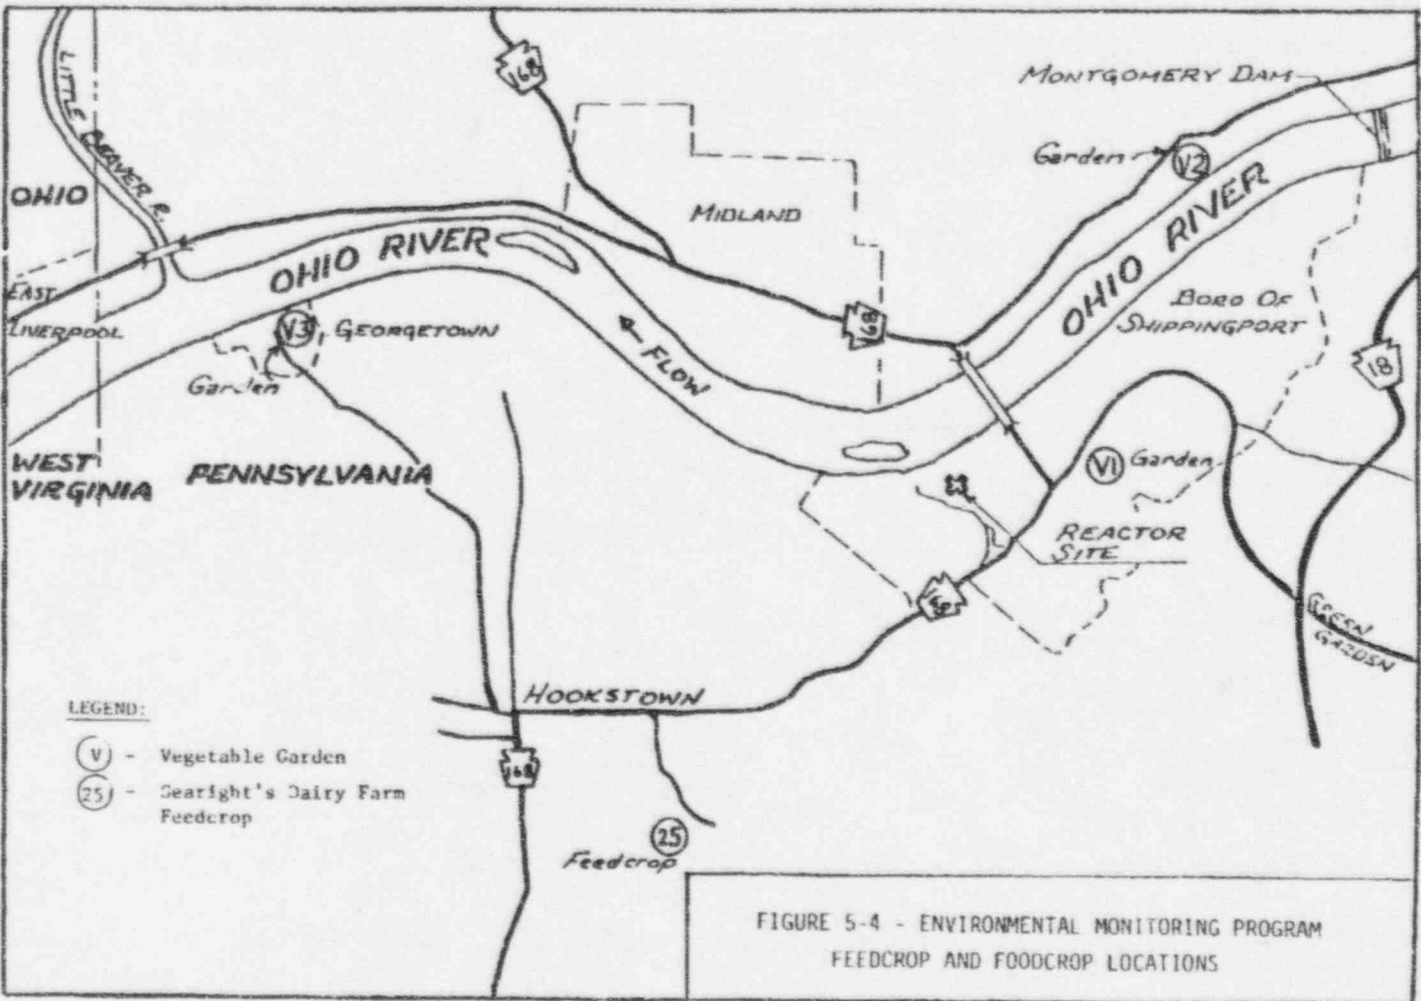 168
MONTGOMERY DAM
LITTLE BEAVER R.
Garden
V2
OHIO
MIDLAND
OHIO RIVER
OHIO RIVER
EAST
LIVERPOOL
BORO OF
SHIPPINGPORT
V3
GEORGETOWN
168
FLOW
18
Garden
WEST
VIRGINIA
PENNSYLVANIA
V1
Garden
REACTOR
SITE
168
GREEN
GARDEN
HOOKSTOWN
LEGEND:
V - Vegetable Garden
168
25 - Searight's Dairy Farm
Feedcrop
25
Feedcrop
FIGURE 5-4 - ENVIRONMENTAL MONITORING PROGRAM
FEEDCROP AND FOODCROP LOCATIONS